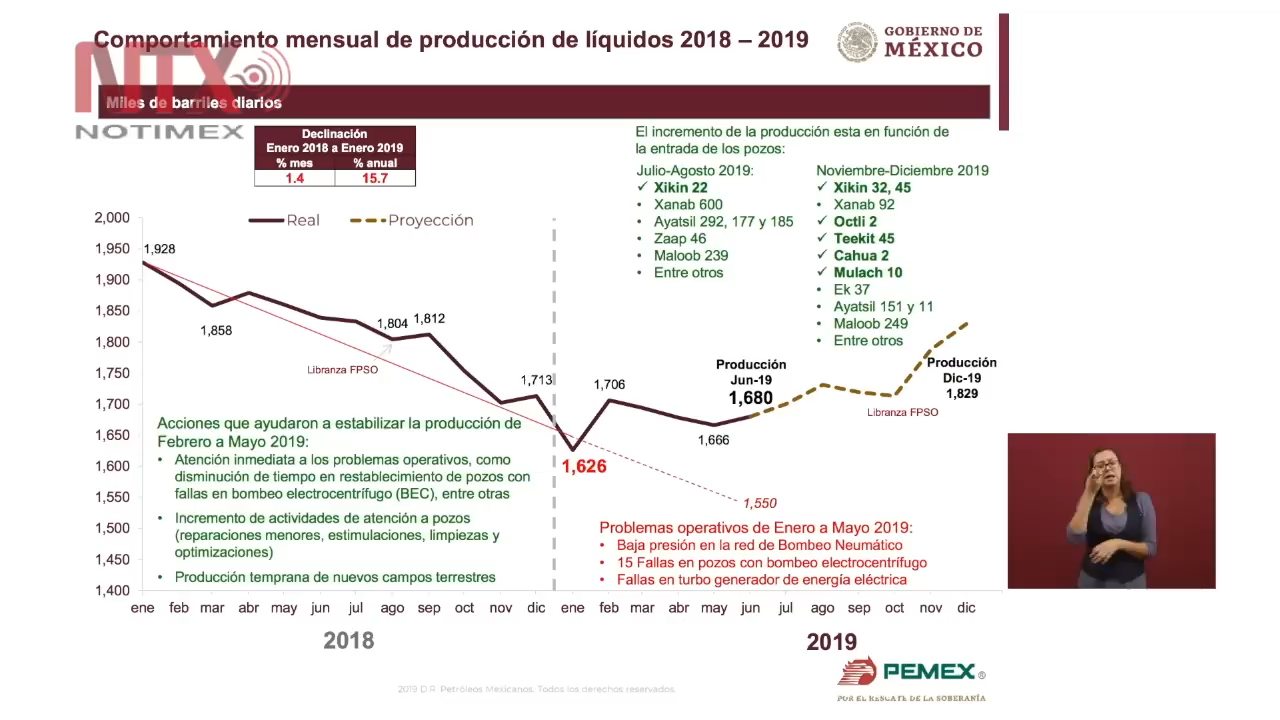 Comportamiento mensual de producción de líquidos 2018 – 2019
GOBIERNO DE
MÉXICO
NTX
NOTIMEX
Miles de barriles diarios
Declinación
Enero 2018 a Enero 2019
% mes % anual
1.4 15.7
El incremento de la producción esta en función de
la entrada de los pozos:
Julio-Agosto 2019:
✓ Xikin 22
• Xanab 600
• Ayatsil 292, 177 y 185
• Zaap 46
• Maloob 239
• Entre otros
Noviembre-Diciembre 2019
✓ Xikin 32, 45
• Xanab 92
✓ Octli 2
✓ Teekit 45
✓ Cahua 2
✓ Mulach 10
• Ek 37
• Ayatsil 151 y 11
• Maloob 249
• Entre otros
Real Proyección
2,000
1,950
1,900
1,850
1,800
1,750
1,700
1,650
1,600
1,550
1,500
1,450
1,400
1,928
1,858
1,804
1,812
Libranza FPSO
1,713
1,626
1,706
1,666
Producción
Jun-19
1,680
Libranza FPSO
Producción
Dic-19
1,829
1,550
Acciones que ayudaron a estabilizar la producción de
Febrero a Mayo 2019:
• Atención inmediata a los problemas operativos, como
disminución de tiempo en restablecimiento de pozos con
fallas en bombeo electrocentrífugo (BEC), entre otras
• Incremento de actividades de atención a pozos
(reparaciones menores, estimulaciones, limpiezas y
optimizaciones)
• Producción temprana de nuevos campos terrestres
Problemas operativos de Enero a Mayo 2019:
• Baja presión en la red de Bombeo Neumático
• 15 Fallas en pozos con bombeo electrocentrífugo
• Fallas en turbo generador de energía eléctrica
ene feb mar abr may jun jul ago sep oct nov dic ene feb mar abr may jun jul ago sep oct nov dic
2018 2019
PEMEX®
POR EL RESCATE DE LA SOBERANÍA
2019 D.R. Petróleos Mexicanos. Todos los derechos reservados.